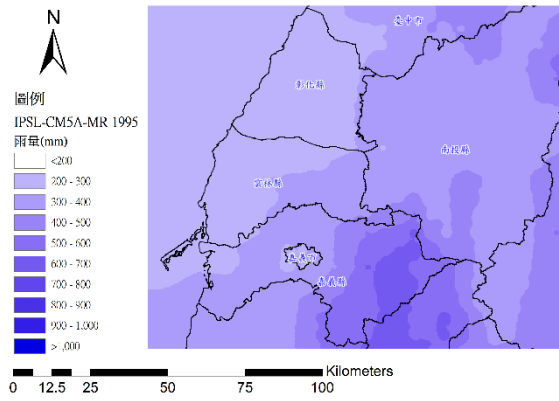 N
臺中市
彰化縣
圖例
IPSL-CM5A-MR 1995
雨量(mm)
<200
200 - 300
300 - 400
400 - 500
500 - 600
600 - 700
700 - 800
800 - 900
900 - 1,000
> 1,000
南投縣
雲林縣
嘉義市
嘉義縣
Kilometers
0 12.5 25 50 75 100